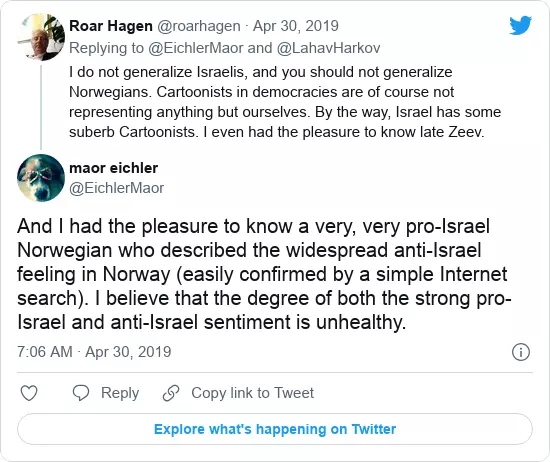 Roar Hagen @roarhagen · Apr 30, 2019
Replying to @EichlerMaor and @LahavHarkov
I do not generalize Israelis, and you should not generalize
Norwegians. Cartoonists in democracies are of course not
representing anything but ourselves. By the way, Israel has some
suberb Cartoonists. I even had the pleasure to know late Zeev.
maor eichler
@EichlerMaor
And I had the pleasure to know a very, very pro-Israel
Norwegian who described the widespread anti-Israel
feeling in Norway (easily confirmed by a simple Internet
search). I believe that the degree of both the strong pro-
Israel and anti-Israel sentiment is unhealthy.
7:06 AM · Apr 30, 2019
Reply
Copy link to Tweet
Explore what's happening on Twitter